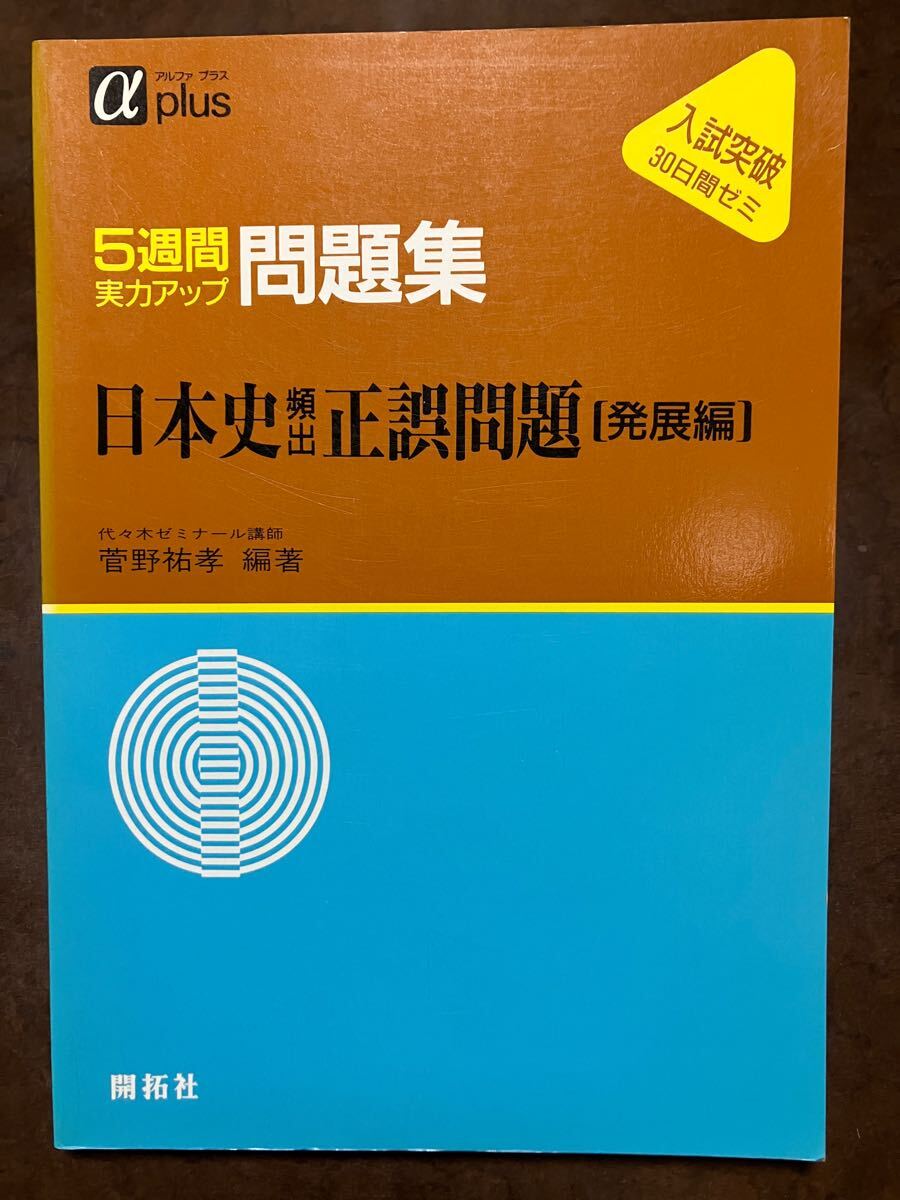 アルファ プラス
α plus
入試突破
30日間ゼミ
5週間
実力アップ
問題集
日本史頻出正誤問題〔発展編〕
代々木ゼミナール講師
菅野祐孝 編著
開拓社